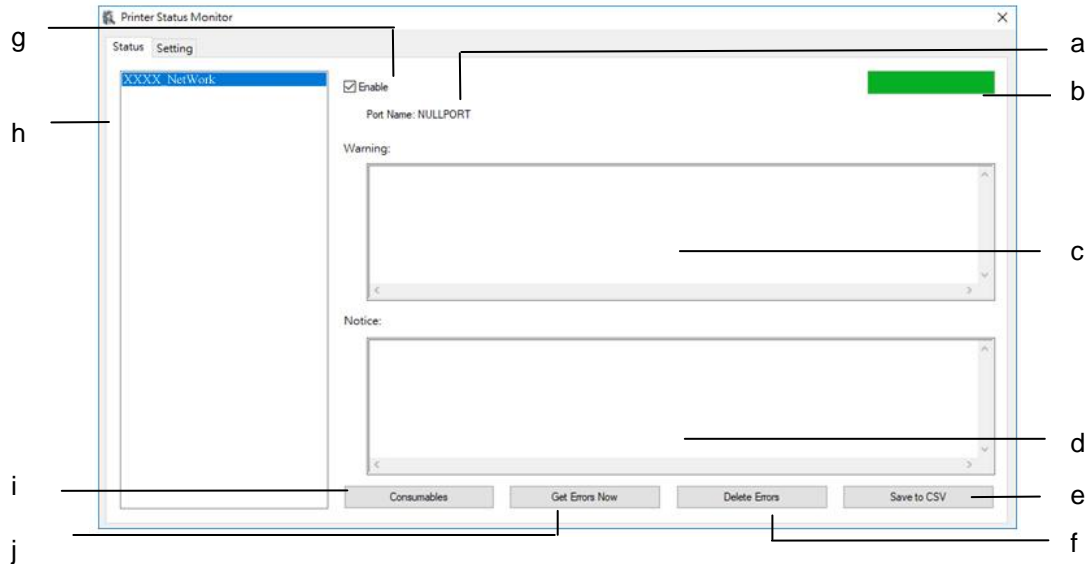 Printer Status Monitor
g
Status Setting
a
XXXX_NetWork
Enable
b
Port Name: NULLPORT
h
Warning:
c
Notice:
d
i
Consumables Get Errors Now Delete Errors Save to CSV
e
j
f